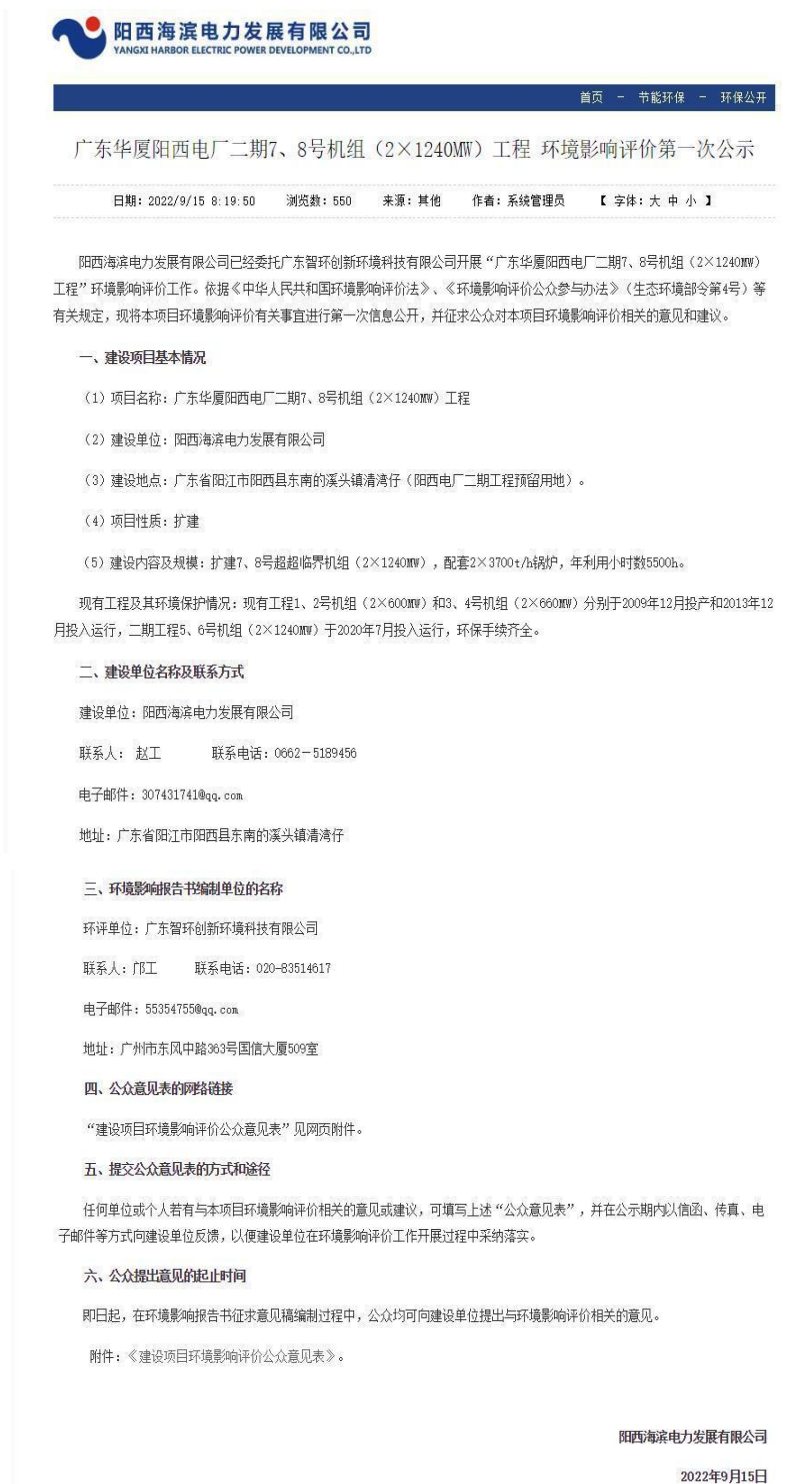 阳西海滨电力发展有限公司
YANGXI HARBOR ELECTRIC POWER DEVELOPMENT CO.,LTD
首页 - 节能环保 - 环保公开
广东华厦阳西电厂二期7、8号机组（2×1240MW）工程 环境影响评价第一次公示
日期：2022/9/15 8:19:50 浏览数：550 来源：其他 作者：系统管理员 【 字体：大 中 小 】
阳西海滨电力发展有限公司已经委托广东智环创新环境科技有限公司开展“广东华厦阳西电厂二期7、8号机组（2×1240MW）
工程”环境影响评价工作。依据《中华人民共和国环境影响评价法》、《环境影响评价公众参与办法》（生态环境部令第4号）等
有关规定，现将本项目环境影响评价有关事宜进行第一次信息公开，并征求公众对本项目环境影响评价相关的意见和建议。
一、建设项目基本情况
（1）项目名称：广东华厦阳西电厂二期7、8号机组（2×1240MW）工程
（2）建设单位：阳西海滨电力发展有限公司
（3）建设地点：广东省阳江市阳西县东南的溪头镇清湾仔（阳西电厂二期工程预留用地）。
（4）项目性质：扩建
（5）建设内容及规模：扩建7、8号超超临界机组（2×1240MW），配套2×3700t/h锅炉，年利用小时数5500h。
现有工程及其环境保护情况：现有工程1、2号机组（2×600MW）和3、4号机组（2×660MW）分别于2009年12月投产和2013年12
月投入运行，二期工程5、6号机组（2×1240MW）于2020年7月投入运行，环保手续齐全。
二、建设单位名称及联系方式
建设单位：阳西海滨电力发展有限公司
联系人： 赵工 联系电话：0662－5189456
电子邮件：307431741@qq.com
地址：广东省阳江市阳西县东南的溪头镇清湾仔
三、环境影响报告书编制单位的名称
环评单位：广东智环创新环境科技有限公司
联系人：邝工 联系电话：020-83514617
电子邮件：55354755@qq.com
地址：广州市东风中路363号国信大厦509室
四、公众意见表的网络链接
“建设项目环境影响评价公众意见表”见网页附件。
五、提交公众意见表的方式和途径
任何单位或个人若有与本项目环境影响评价相关的意见或建议，可填写上述“公众意见表”，并在公示期内以信函、传真、电
子邮件等方式向建设单位反馈，以便建设单位在环境影响评价工作开展过程中采纳落实。
六、公众提出意见的起止时间
即日起，在环境影响报告书征求意见稿编制过程中，公众均可向建设单位提出与环境影响评价相关的意见。
附件：《建设项目环境影响评价公众意见表》。
阳西海滨电力发展有限公司
2022年9月15日